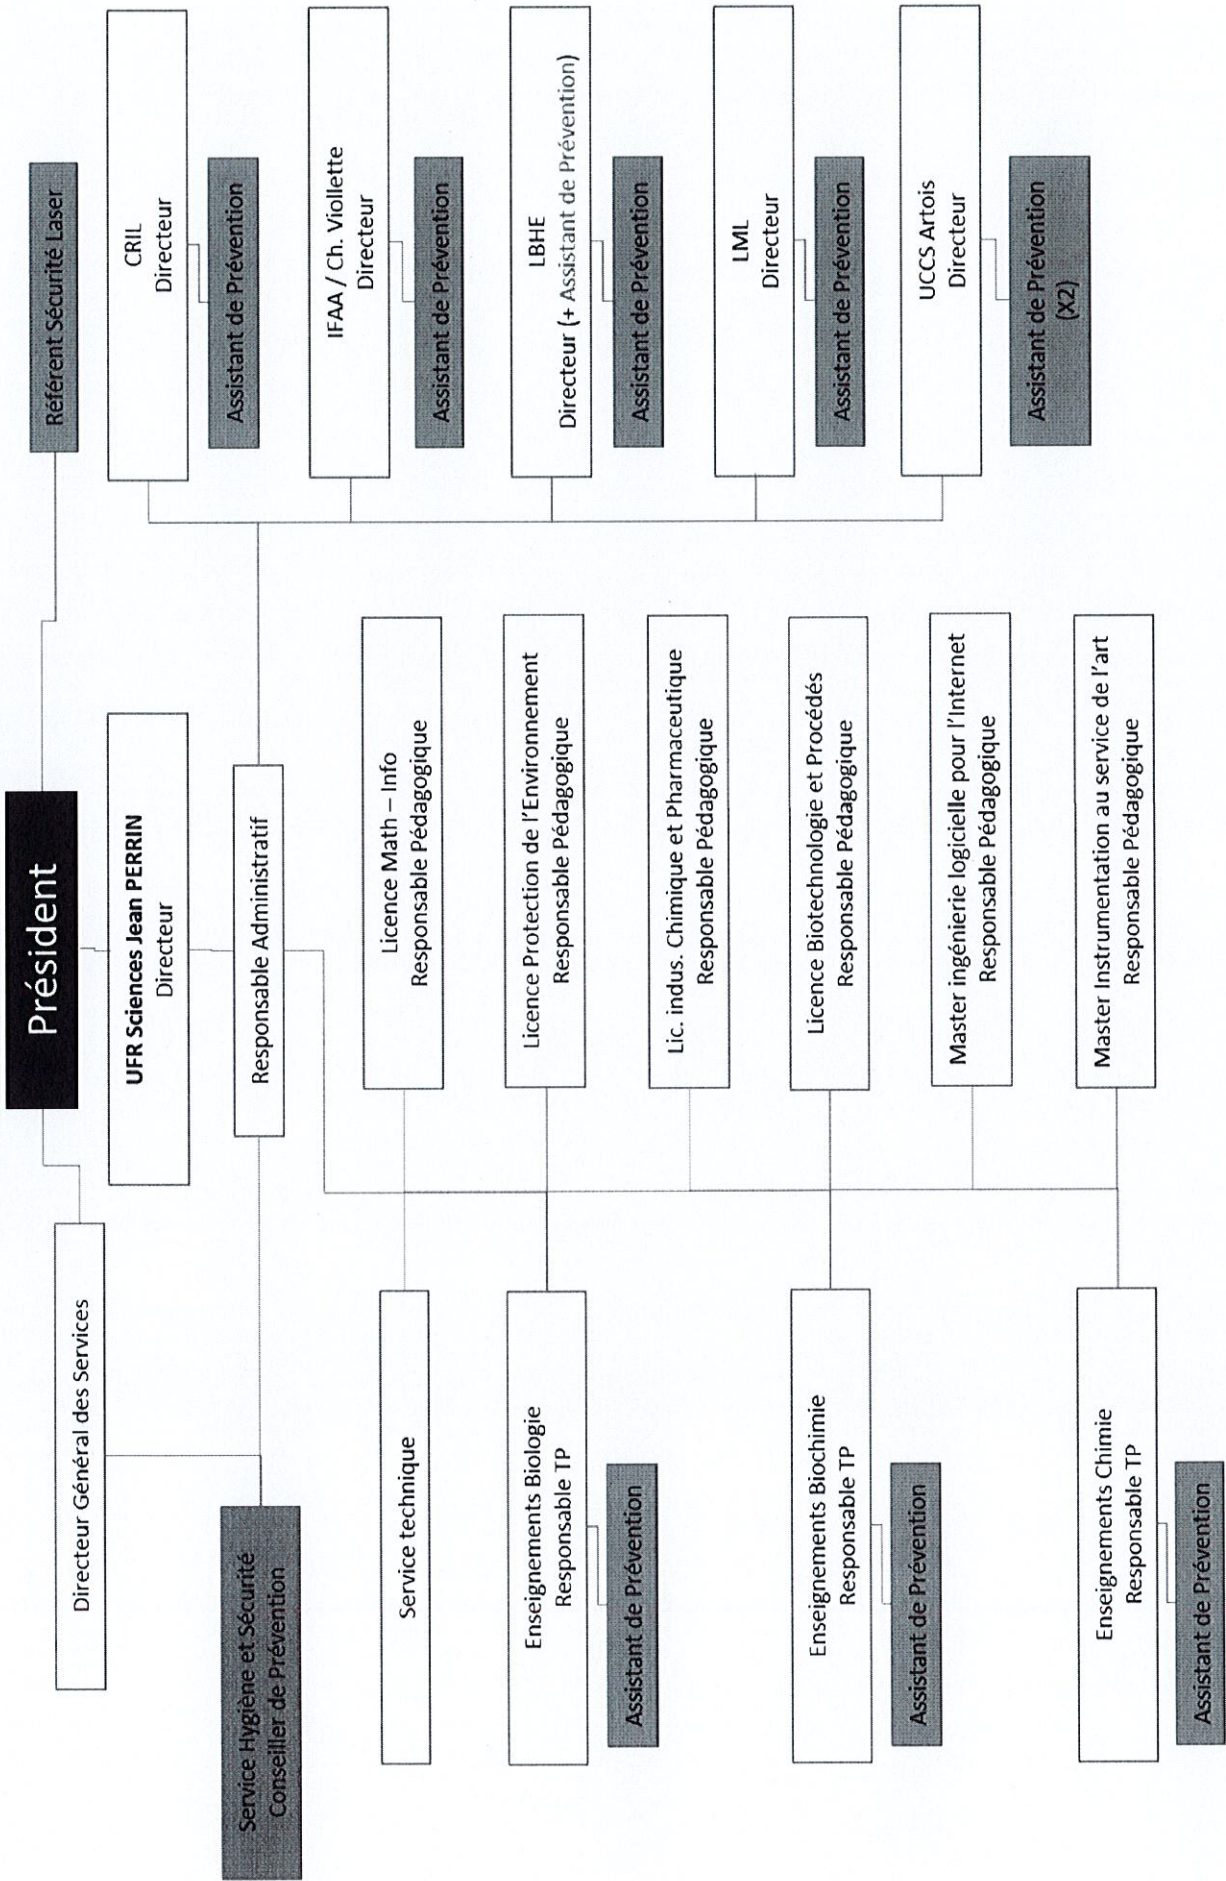 Président
Directeur Général des Services
UFR Sciences Jean PERRIN
Directeur
Référent Sécurité Laser
Service Hygiène et Sécurité
Conseiller de Prévention
Responsable Administratif
CRIL
Directeur
Assistant de Prévention
IFAA / Ch. Viollette
Directeur
Assistant de Prévention
LBHE
Directeur (+ Assistant de Prévention)
Assistant de Prévention
LML
Directeur
Assistant de Prévention
UCCS Artois
Directeur
Assistant de Prévention
(X2)
Service technique
Licence Math – Info
Responsable Pédagogique
Enseignements Biologie
Responsable TP
Assistant de Prévention
Licence Protection de l'Environnement
Responsable Pédagogique
Lic. indus. Chimique et Pharmaceutique
Responsable Pédagogique
Enseignements Biochimie
Responsable TP
Assistant de Prévention
Licence Biotechnologie et Procédés
Responsable Pédagogique
Master ingénierie logicielle pour l'Internet
Responsable Pédagogique
Enseignements Chimie
Responsable TP
Assistant de Prévention
Master Instrumentation au service de l'art
Responsable Pédagogique